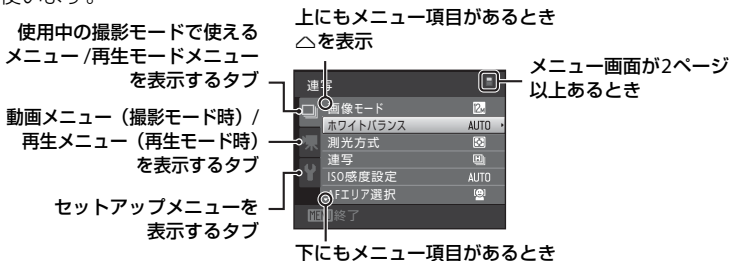 使います。
上にもメニュー項目があるとき
△を表示
使用中の撮影モードで使える
メニュー /再生モードメニュー
を表示するタブ
メニュー画面が2ページ
以上あるとき
動画メニュー（撮影モード時）/
再生メニュー（再生モード時）
を表示するタブ
セットアップメニューを
表示するタブ
連写
画像モード
ホワイトバランス AUTO
測光方式
連写
ISO感度設定 AUTO
AFエリア選択
MENU終了
下にもメニュー項目があるとき